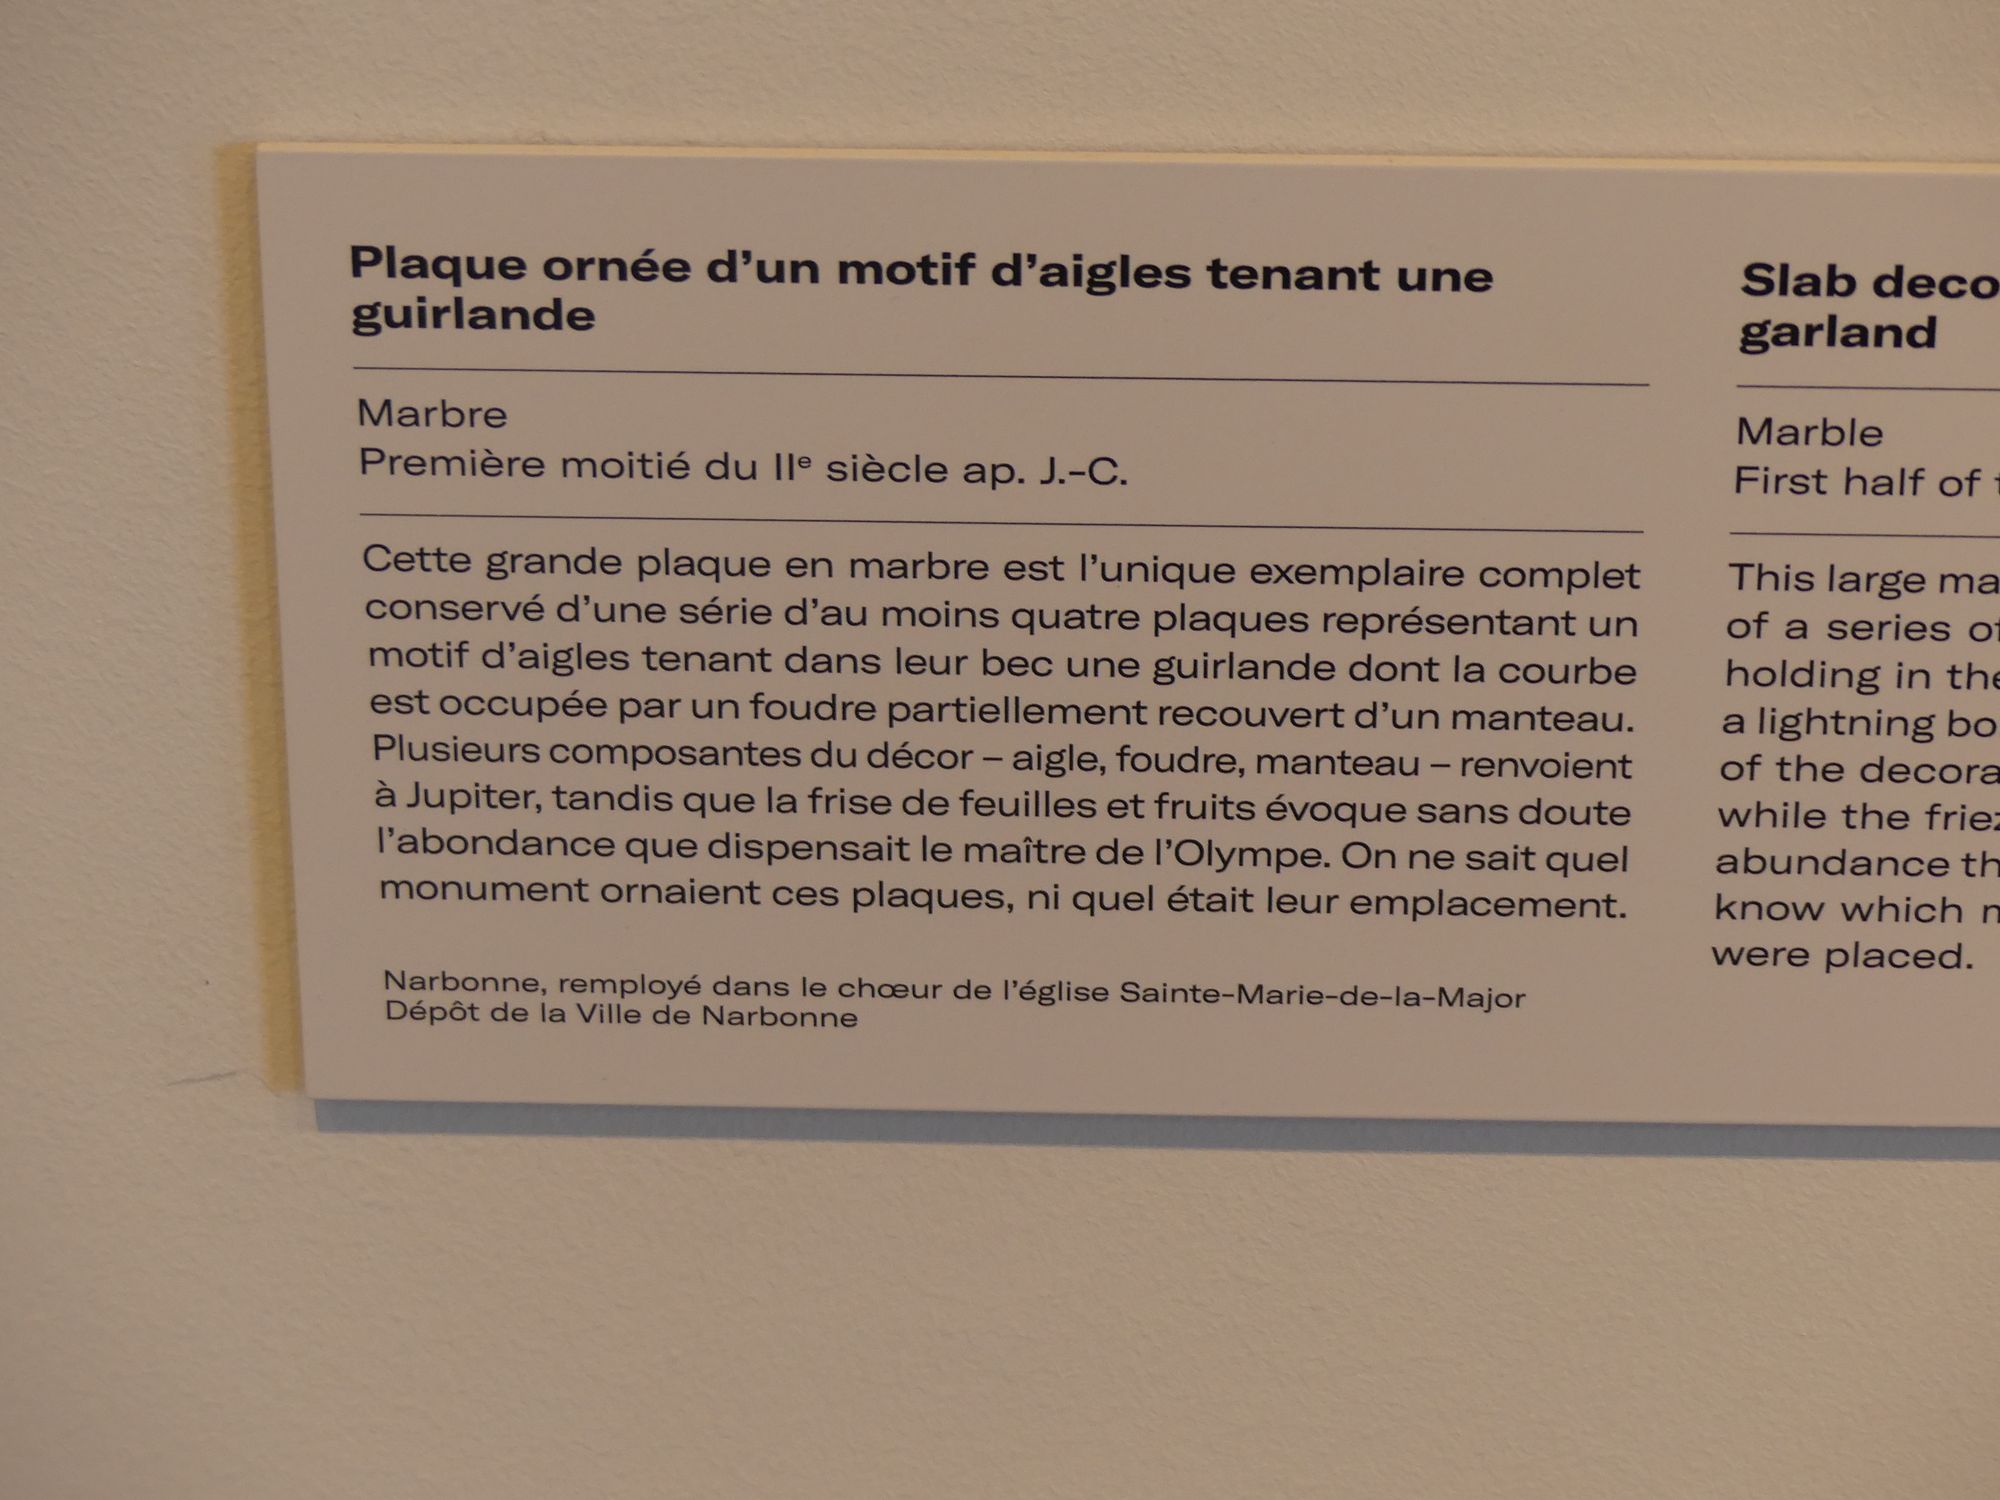 Plaque ornée d’un motif d’aigles tenant une
guirlande
Marbre
Première moitié du IIᵉ siècle ap. J.-C.
Cette grande plaque en marbre est l’unique exemplaire complet
conservé d’une série d’au moins quatre plaques représentant un
motif d’aigles tenant dans leur bec une guirlande dont la courbe
est occupée par un foudre partiellement recouvert d’un manteau.
Plusieurs composantes du décor – aigle, foudre, manteau – renvoient
à Jupiter, tandis que la frise de feuilles et fruits évoque sans doute
l’abondance que dispensait le maître de l’Olympe. On ne sait quel
monument ornaient ces plaques, ni quel était leur emplacement.
Narbonne, remployé dans le chœur de l’église Sainte-Marie-de-la-Major
Dépôt de la Ville de Narbonne
Slab
garland
Marble
First half of
This large
of a series
holding in
a lightning
of the
while the
abundance
know which
were placed.